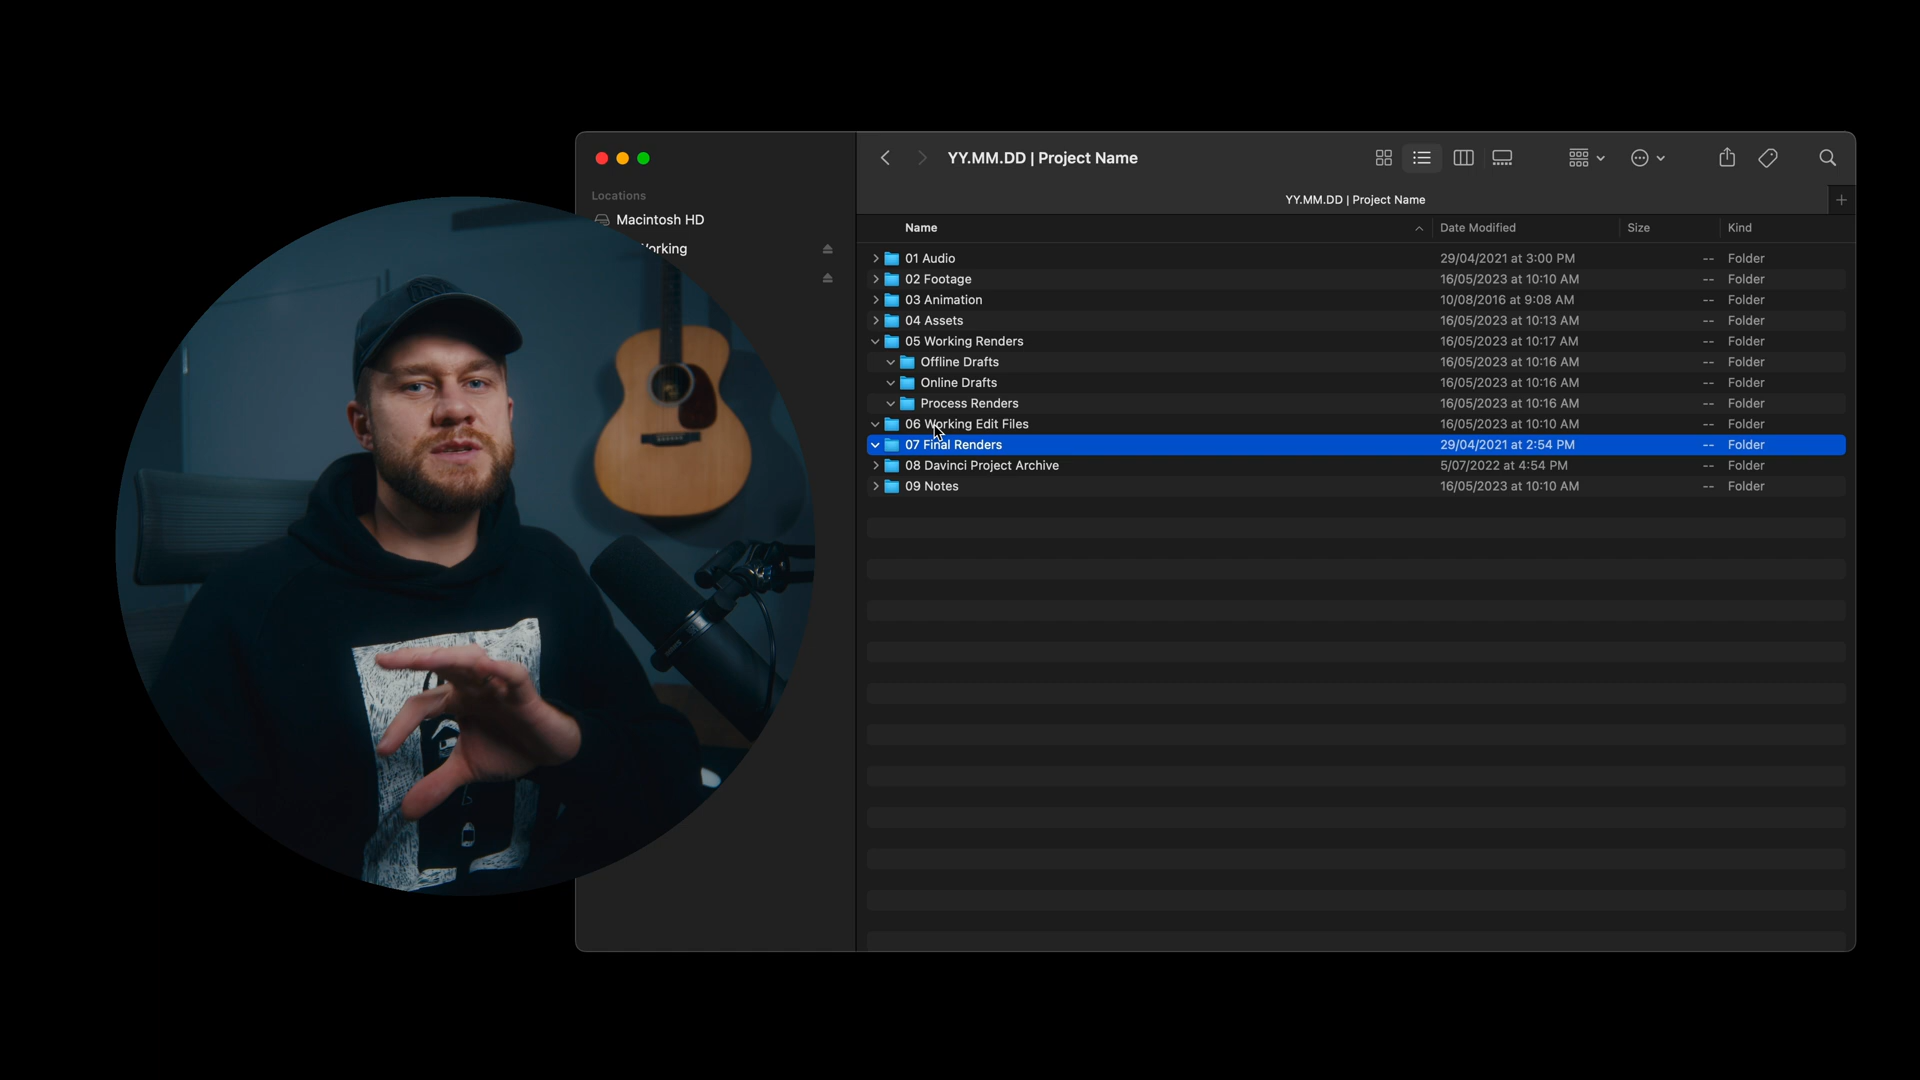 YY.MM.DD | Project Name
YY.MM.DD | Project Name
Locations
Macintosh HD
Working
Name Date Modified Size Kind
01 Audio 29/04/2021 at 3:00 PM -- Folder
02 Footage 16/05/2023 at 10:10 AM -- Folder
03 Animation 10/08/2016 at 9:08 AM -- Folder
04 Assets 16/05/2023 at 10:13 AM -- Folder
05 Working Renders 16/05/2023 at 10:17 AM -- Folder
Offline Drafts 16/05/2023 at 10:16 AM -- Folder
Online Drafts 16/05/2023 at 10:16 AM -- Folder
Process Renders 16/05/2023 at 10:16 AM -- Folder
06 Working Edit Files 16/05/2023 at 10:10 AM -- Folder
07 Final Renders 29/04/2021 at 2:54 PM -- Folder
08 Davinci Project Archive 5/07/2022 at 4:54 PM -- Folder
09 Notes 16/05/2023 at 10:10 AM -- Folder